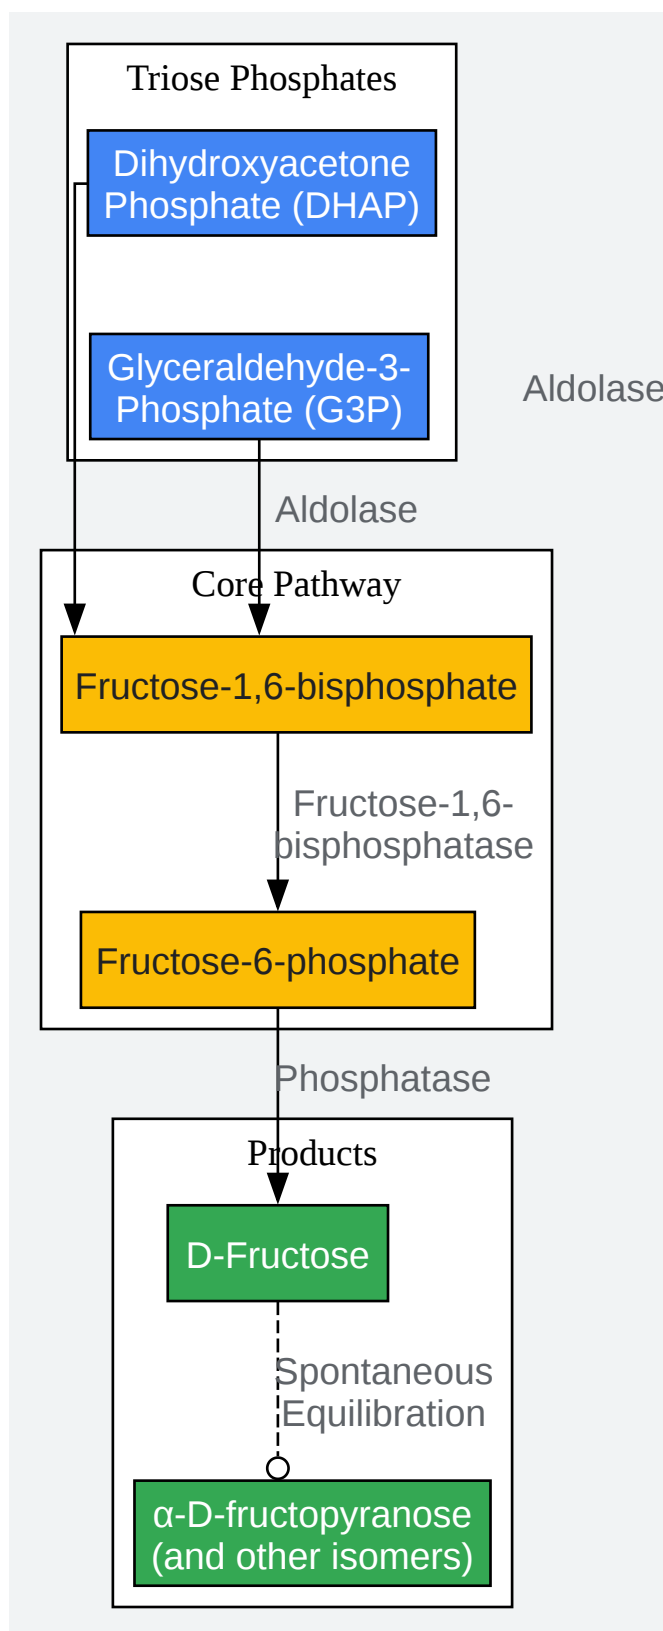 Triose Phosphates
Dihydroxyacetone
Phosphate (DHAP)
Glyceraldehyde-3-
Phosphate (G3P)
Aldolase
Aldolase
Core Pathway
Fructose-1,6-bisphosphate
Fructose-1,6-
bisphosphatase
Fructose-6-phosphate
Phosphatase
Products
D-Fructose
Spontaneous
Equilibration
α-D-fructopyranose
(and other isomers)